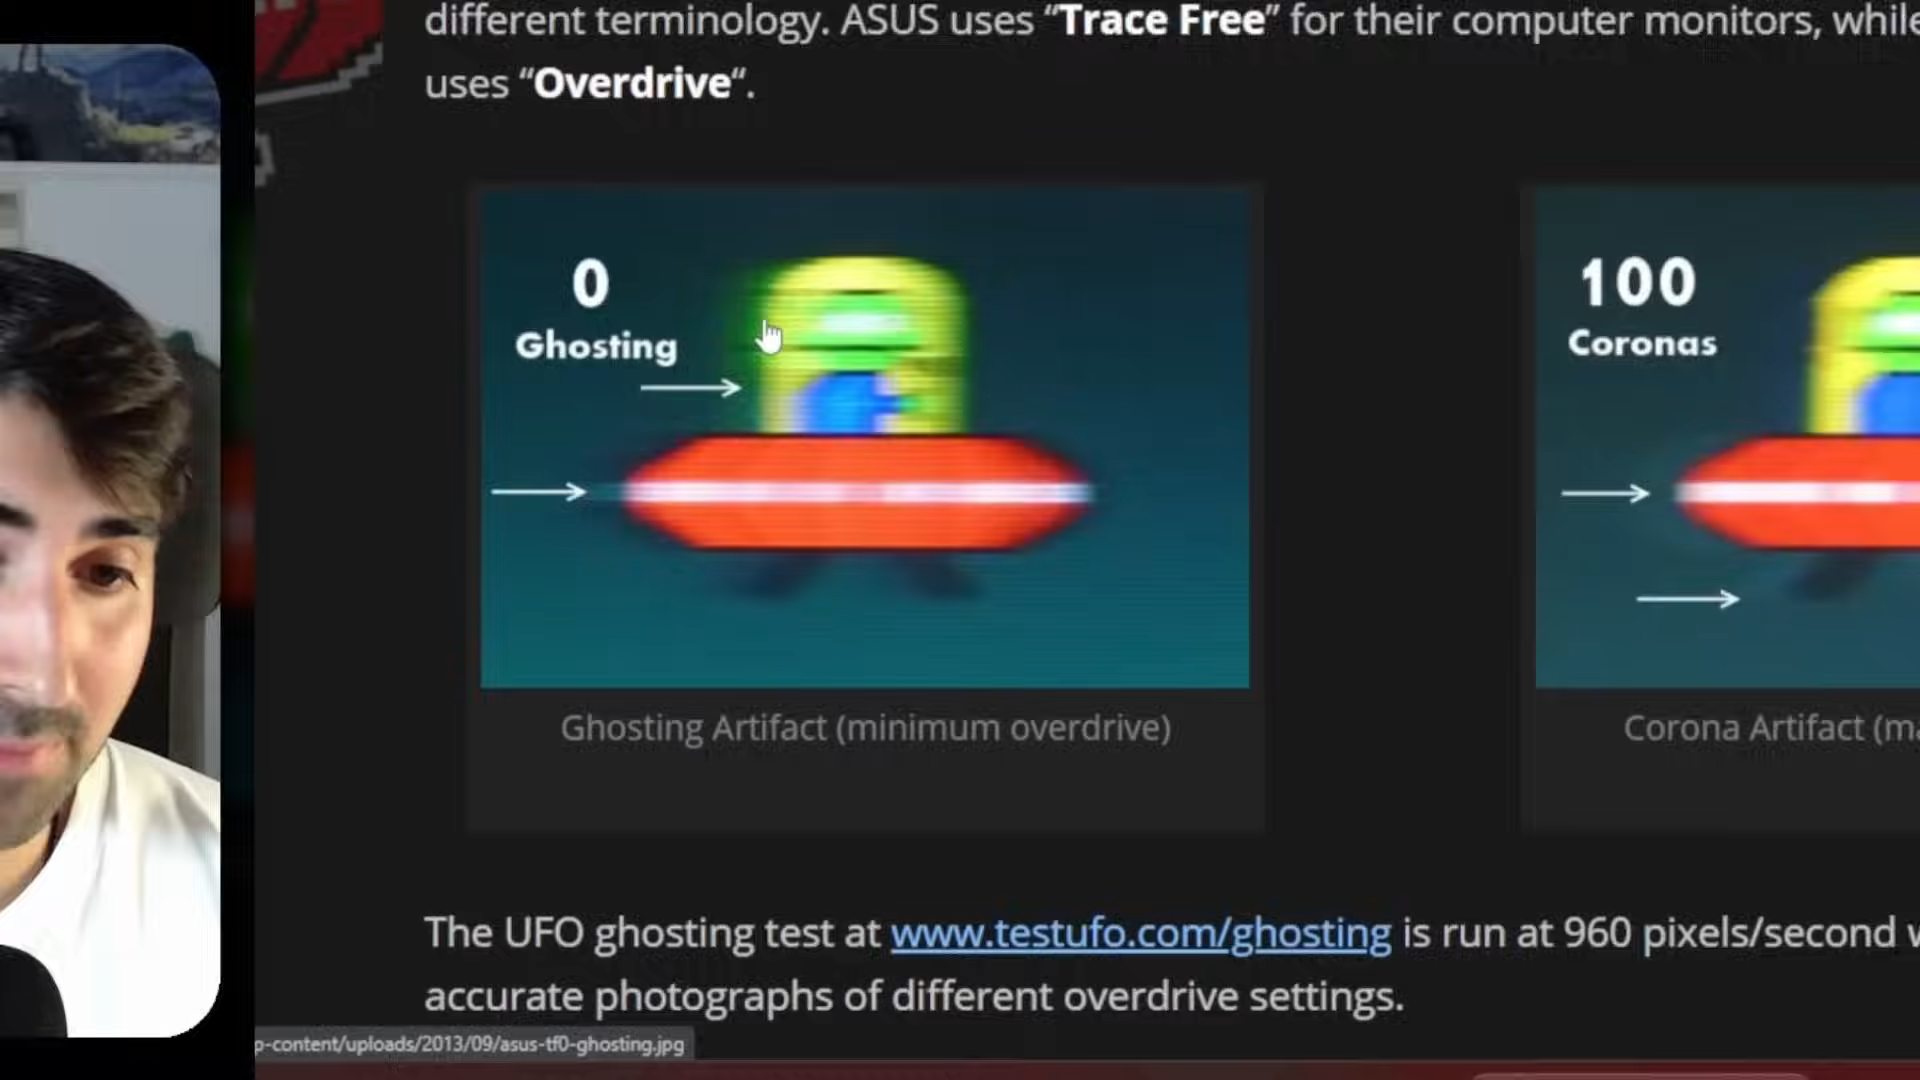 different terminology. ASUS uses “Trace Free” for their computer monitors, while
uses “Overdrive“.
0
Ghosting
100
Coronas
Ghosting Artifact (minimum overdrive)
Corona Artifact (ma
The UFO ghosting test at www.testufo.com/ghosting is run at 960 pixels/second w
accurate photographs of different overdrive settings.
p-content/uploads/2013/09/asus-tf0-ghosting.jpg